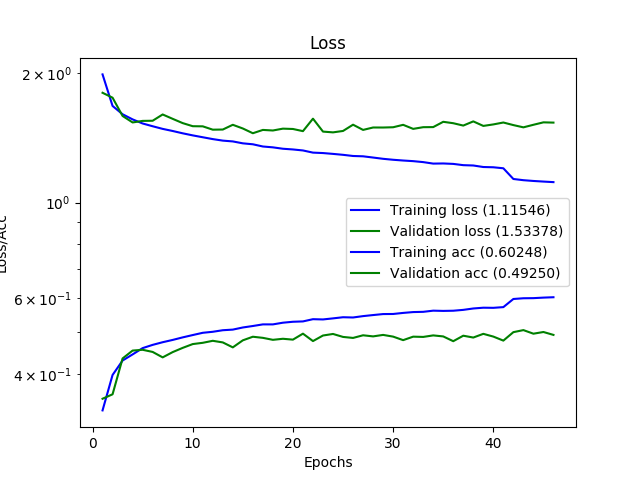 Loss
2 × 10⁰
10⁰
6 × 10⁻¹
4 × 10⁻¹
Loss/Acc
Training loss (1.11546)
Validation loss (1.53378)
Training acc (0.60248)
Validation acc (0.49250)
0 10 20 30 40
Epochs